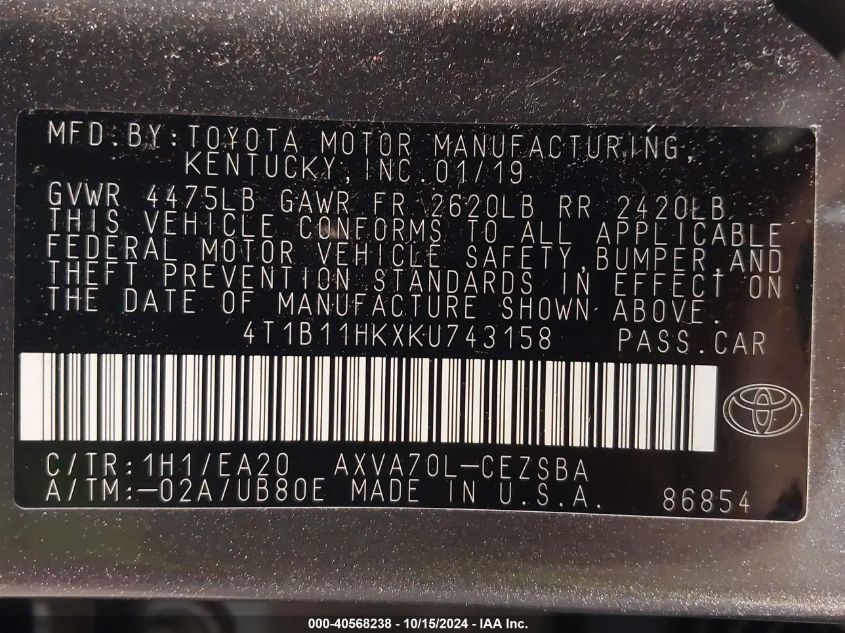 MFD.BY:TOYOTA MOTOR MANUFACTURING,
KENTUCKY,INC.01/19
GVWR 4475LB GAWR FR 2620LB RR 2420LB
THIS VEHICLE CONFORMS TO ALL APPLICABLE
FEDERAL MOTOR VEHICLE SAFETY,BUMPER,AND
THEFT PREVENTION STANDARDS IN EFFECT ON
THE DATE OF MANUFACTURE SHOWN ABOVE.
4T1B11HKXKU743158 PASS.CAR
C/TR:1H1/EA20 AXVA70L-CEZSBA
A/TM:-02A/UB80E MADE IN U.S.A. 86854
000-40568238 - 10/15/2024 - IAA Inc.